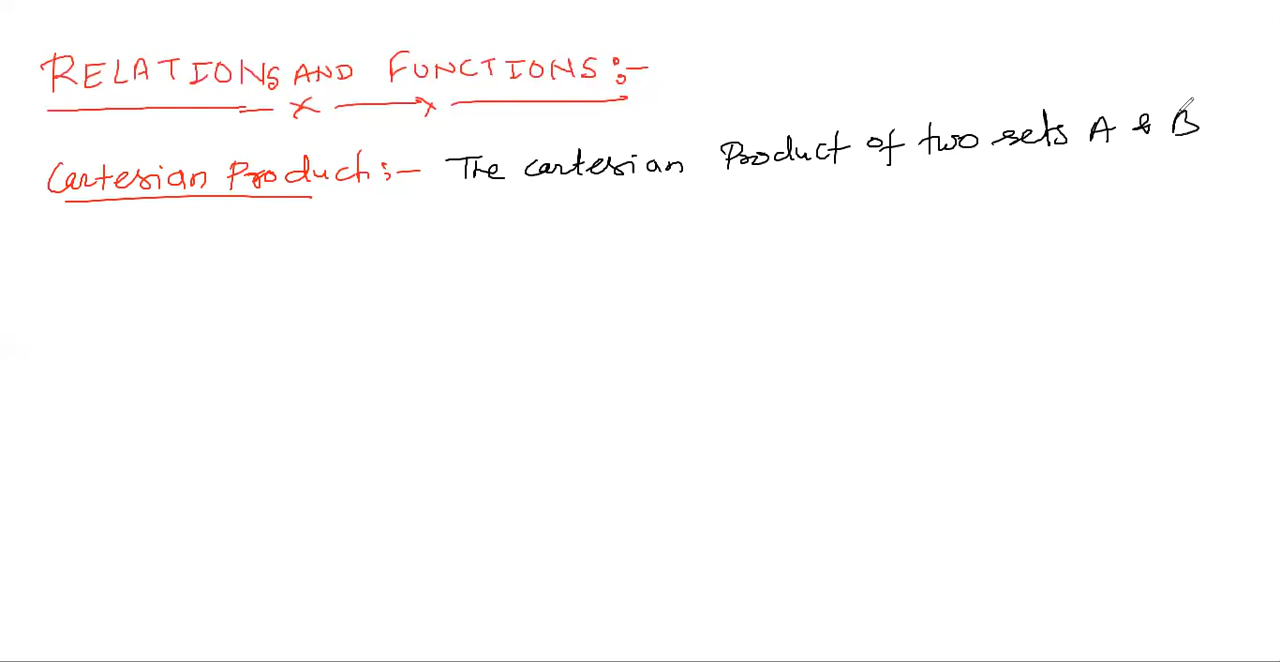 RELATIONS AND FUNCTIONS :-
Cartesian Product :- The cartesian Product of two sets A & B